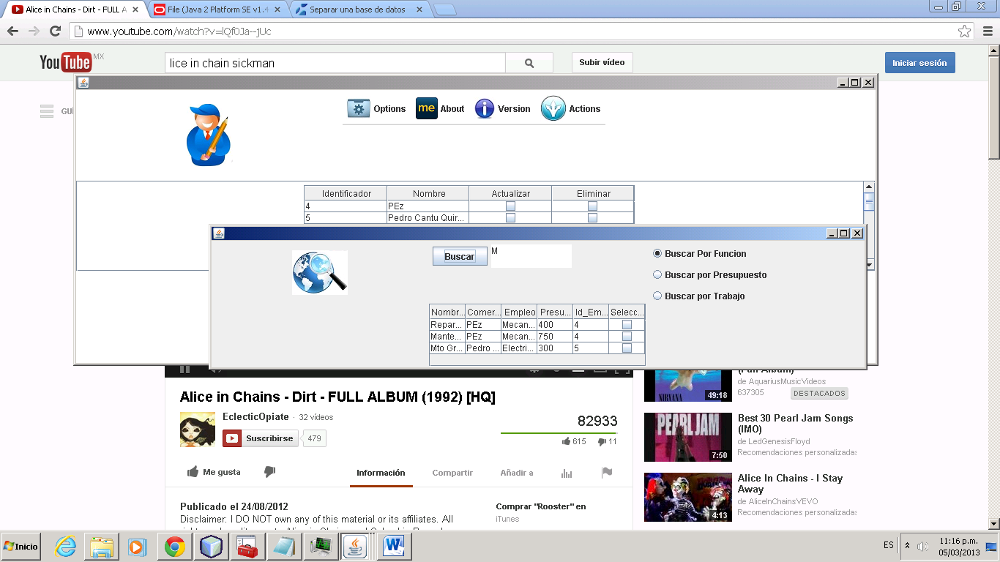 Alice in Chains - Dirt - FULL A
File (Java 2 Platform SE v1.4
Separar una base de datos
www.youtube.com/watch?v=lQf0Ja--jUc
YouTube MX
lice in chain sickman
Subir vídeo
Iniciar sesión
Options
me
About
Version
Actions
Identificador Nombre Actualizar Eliminar
4 PEz
5 Pedro Cantu Quir...
Buscar
M
Buscar Por Funcion
Buscar por Presupuesto
Buscar por Trabajo
Nombr... Comer... Empleo Presu... Id_Em... Selecc...
Repar... PEz Mecan... 400 4
Mante... PEz Mecan... 750 4
Mto Gr... Pedro ... Electri... 300 5
Alice in Chains - Dirt - FULL ALBUM (1992) [HQ]
EclecticOpiate · 32 vídeos
Suscribirse 479
82933
615 11
Me gusta
Información
Compartir
Añadir a
Publicado el 24/08/2012
Disclaimer: I DO NOT own any of this material or its affiliates. All
Comprar "Rooster" en
iTunes
NIRVANA
49:18
de AquariusMusicVideos
637305
DESTACADOS
PEARL JAM
7:50
Best 30 Pearl Jam Songs
(IMO)
de LedGenesisFloyd
Recomendaciones personalizadas
4:13
Alice In Chains - I Stay
Away
de AliceInChainsVEVO
Recomendaciones personalizadas
Inicio
ES
11:16 p.m.
05/03/2013